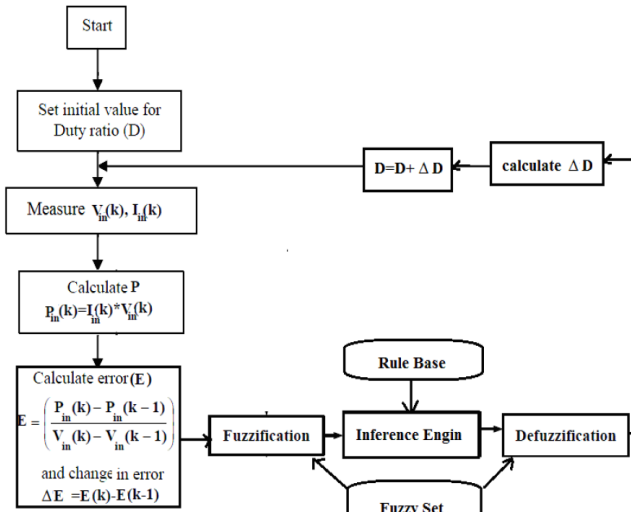 Start
Set initial value for
Duty ratio (D)
D=D+ Δ D
calculate Δ D
Measure V_in(k), I_in(k)
Calculate P
P_in(k)=I_in(k)*V_in(k)
Calculate error(E)
E = ( (P_in(k) − P_in(k − 1)) / (V_in(k) − V_in(k − 1)) )
and change in error
ΔE =E(k)-E(k-1)
Rule Base
Fuzzification
Inference Engin
Defuzzification
Fuzzy Set